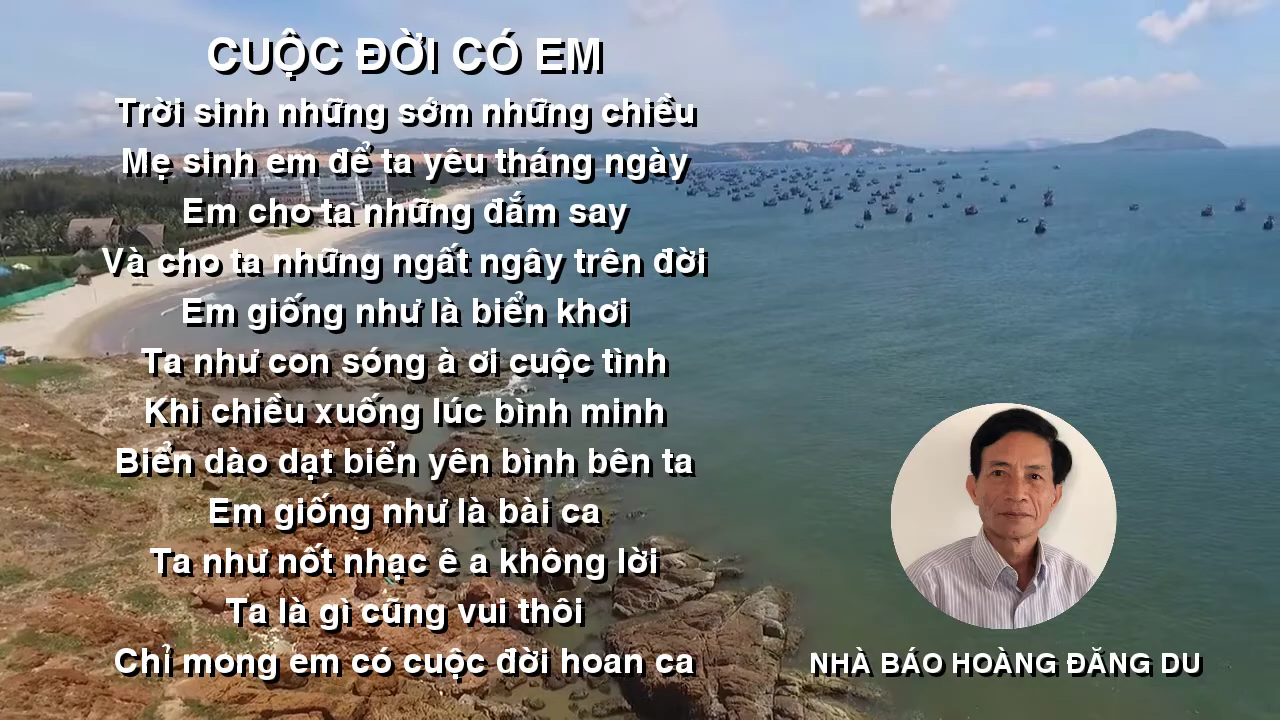 CUỘC ĐỜI CÓ EM
Trời sinh những sớm những chiều
Mẹ sinh em để ta yêu tháng ngày
Em cho ta những đắm say
Và cho ta những ngất ngây trên đời
Em giống như là biển khơi
Ta như con sóng à ơi cuộc tình
Khi chiều xuống lúc bình minh
Biển dào dạt biển yên bình bên ta
Em giống như là bài ca
Ta như nốt nhạc ê a không lời
Ta là gì cũng vui thôi
Chỉ mong em có cuộc đời hoan ca
NHÀ BÁO HOÀNG ĐĂNG DU